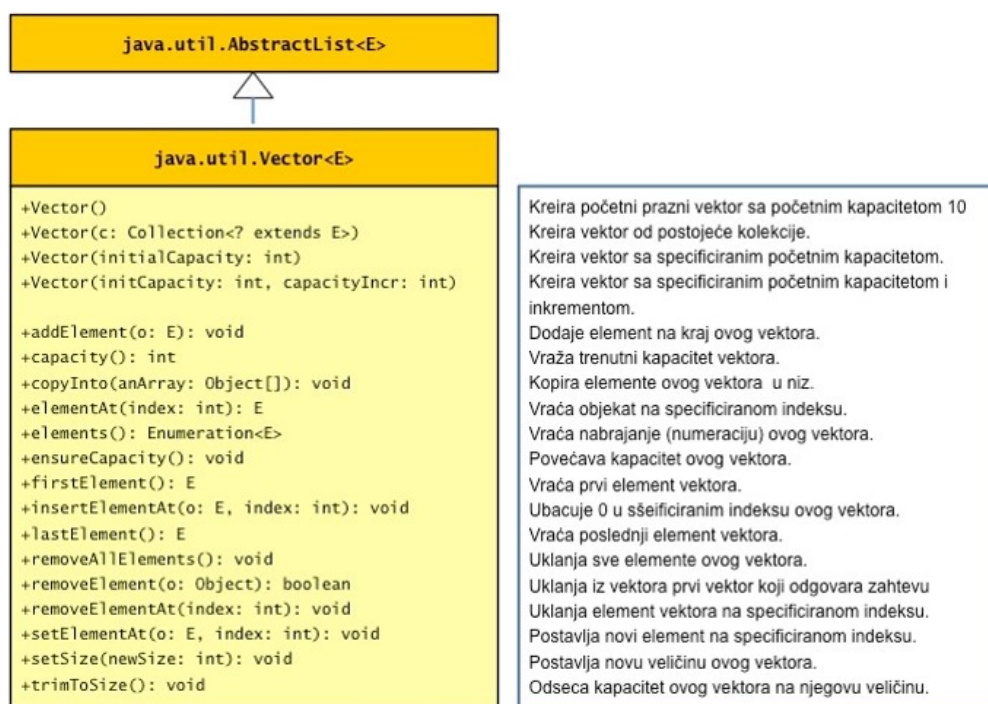 java.util.AbstractList<E>
java.util.Vector<E>
+Vector()
+Vector(c: Collection<? extends E>)
+Vector(initialCapacity: int)
+Vector(initCapacity: int, capacityIncr: int)
+addElement(o: E): void
+capacity(): int
+copyInto(anArray: Object[]): void
+elementAt(index: int): E
+elements(): Enumeration<E>
+ensureCapacity(): void
+firstElement(): E
+insertElementAt(o: E, index: int): void
+lastElement(): E
+removeAllElements(): void
+removeElement(o: Object): boolean
+removeElementAt(index: int): void
+setElementAt(o: E, index: int): void
+setSize(newSize: int): void
+trimToSize(): void
Kreira početni prazni vektor sa početnim kapacitetom 10
Kreira vektor od postojeće kolekcije.
Kreira vektor sa specificiranim početnim kapacitetom.
Kreira vektor sa specificiranim početnim kapacitetom i
inkrementom.
Dodaje element na kraj ovog vektora.
Vraža trenutni kapacitet vektora.
Kopira elemente ovog vektora u niz.
Vraća objekat na specificiranom indeksu.
Vraća nabrajanje (numeraciju) ovog vektora.
Povećava kapacitet ovog vektora.
Vraća prvi element vektora.
Ubacuje 0 u sšeificiranim indeksu ovog vektora.
Vraća poslednji element vektora.
Uklanja sve elemente ovog vektora.
Uklanja iz vektora prvi vektor koji odgovara zahtevu
Uklanja element vektora na specificiranom indeksu.
Postavlja novi element na specificiranom indeksu.
Postavlja novu veličinu ovog vektora.
Odseca kapacitet ovog vektora na njegovu veličinu.